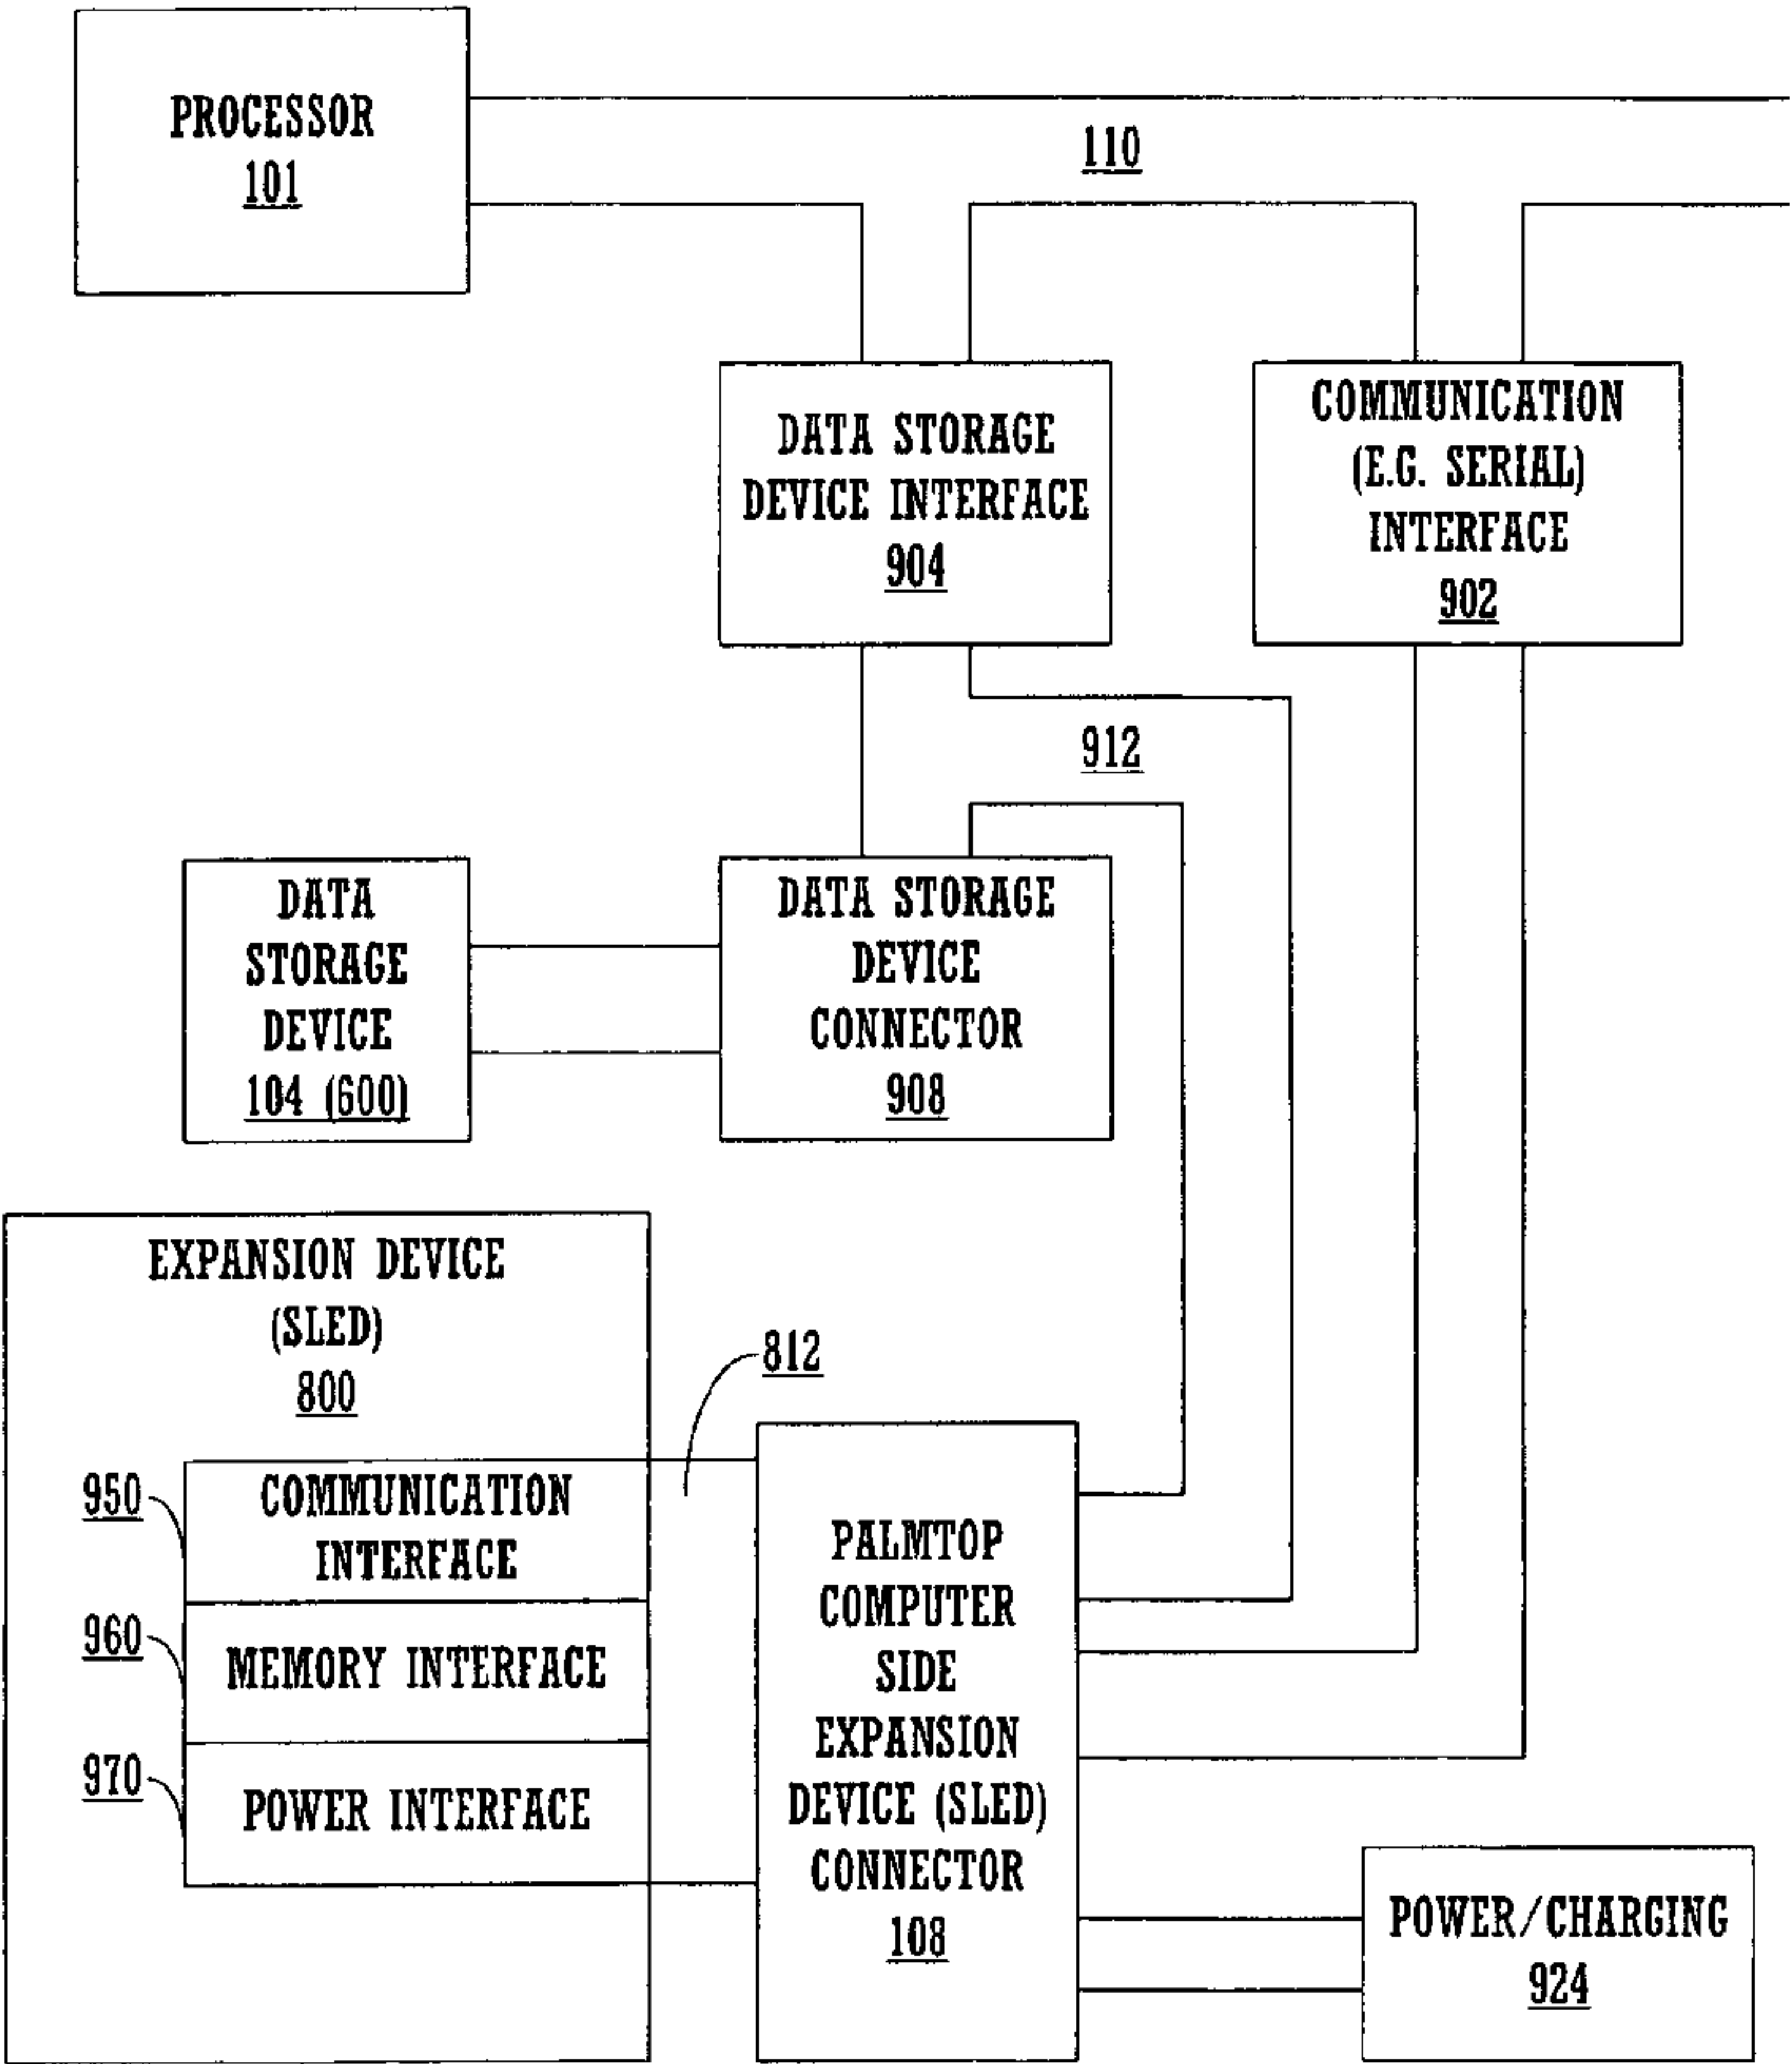 PROCESSOR
101
110
DATA STORAGE
DEVICE INTERFACE
904
COMMUNICATION
(E.G. SERIAL)
INTERFACE
902
912
DATA
STORAGE
DEVICE
104 (600)
DATA STORAGE
DEVICE
CONNECTOR
908
EXPANSION DEVICE
(SLED)
800
812
950
COMMUNICATION
INTERFACE
960
MEMORY INTERFACE
970
POWER INTERFACE
PALMTOP
COMPUTER
SIDE
EXPANSION
DEVICE (SLED)
CONNECTOR
108
POWER/CHARGING
924